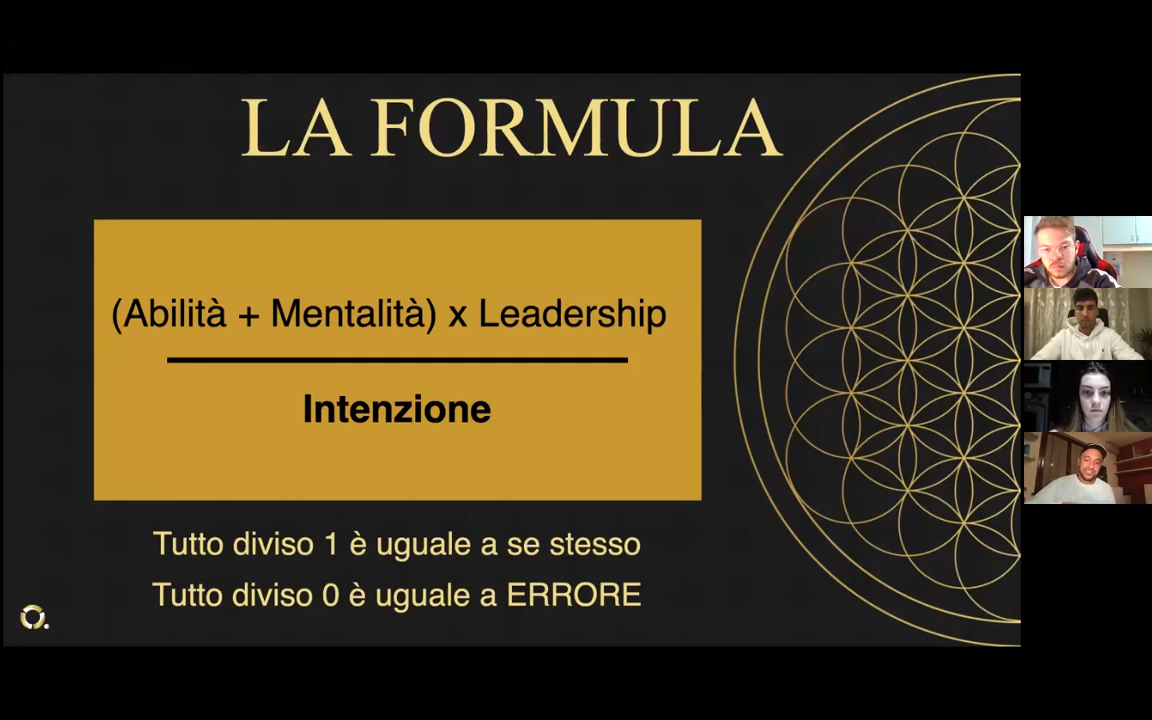 LA FORMULA
(Abilità + Mentalità) x Leadership
Intenzione
Tutto diviso 1 è uguale a se stesso
Tutto diviso 0 è uguale a ERRORE